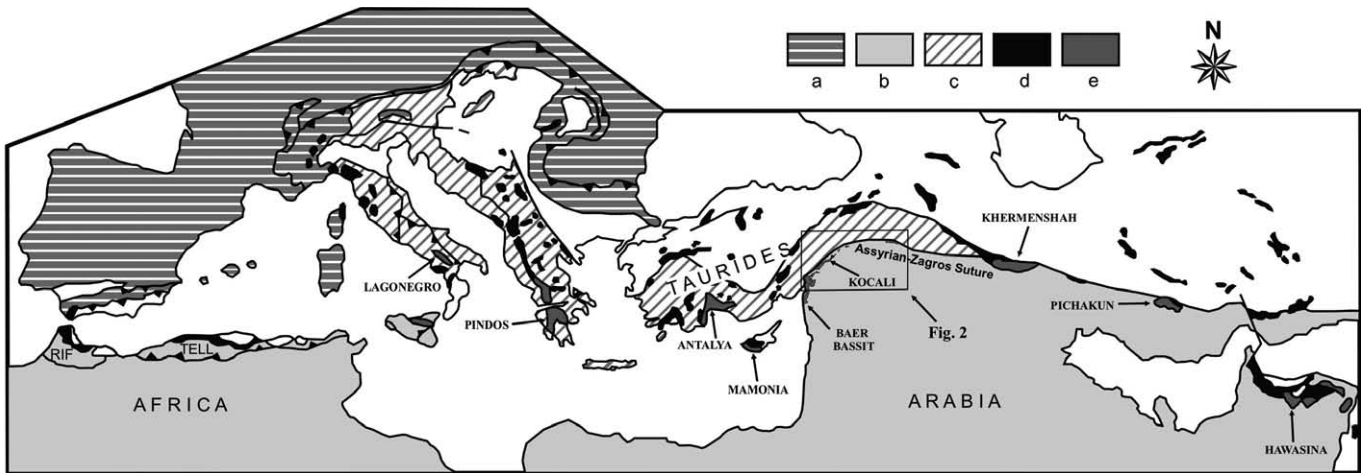 N
a b c d e
KHERMENSHAH
TAURIDES
Assyrian-Zagros Suture
LAGONEGRO
KOCALI
PICHAKUN
PINDOS
Fig. 2
RIF
TELL
ANTALYA
BAER
BASSIT
MAMONIA
AFRICA
ARABIA
HAWASINA